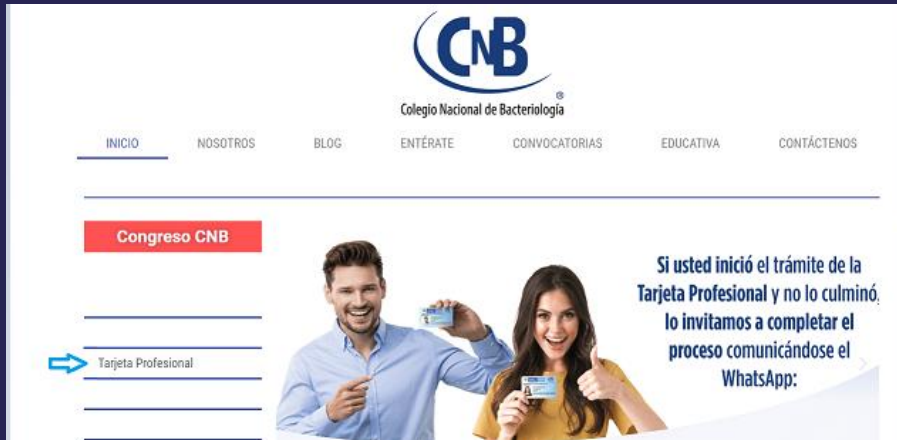 CNB
®
Colegio Nacional de Bacteriología
INICIO NOSOTROS BLOG ENTÉRATE CONVOCATORIAS EDUCATIVA CONTÁCTENOS
Congreso CNB
Tarjeta Profesional
Si usted inició el trámite de la
Tarjeta Profesional y no lo culminó,
lo invitamos a completar el
proceso comunicándose el
WhatsApp: